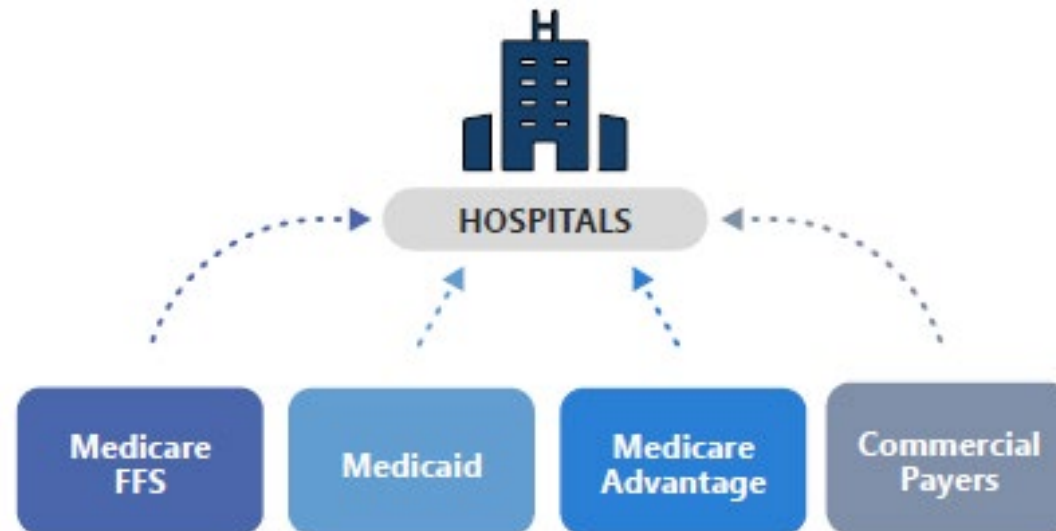 H
HOSPITALS
Medicare
FFS
Medicaid
Medicare
Advantage
Commercial
Payers